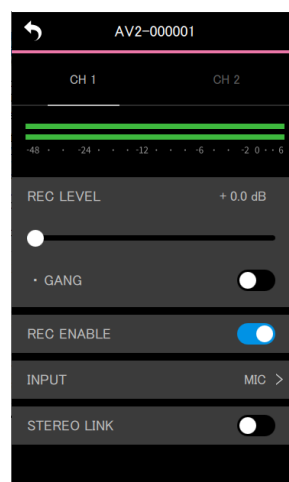 AV2-000001
CH 1 CH 2
-48 · · -24 · · · -12 · · · -6 · · -2 0 · · 6
REC LEVEL + 0.0 dB
・ GANG
REC ENABLE
INPUT MIC >
STEREO LINK